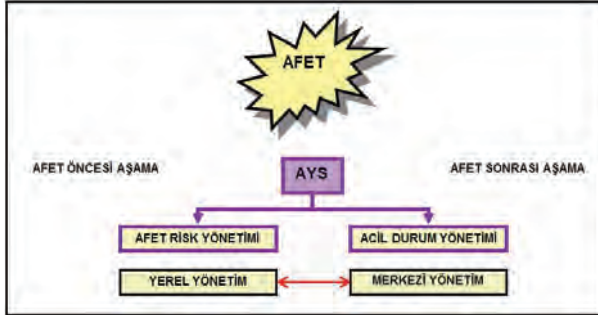 AFET
AFET ÖNCESİ AŞAMA
AYS
AFET SONRASI AŞAMA
AFET RİSK YÖNETİMİ
ACİL DURUM YÖNETİMİ
YEREL YÖNETİM
MERKEZİ YÖNETİM